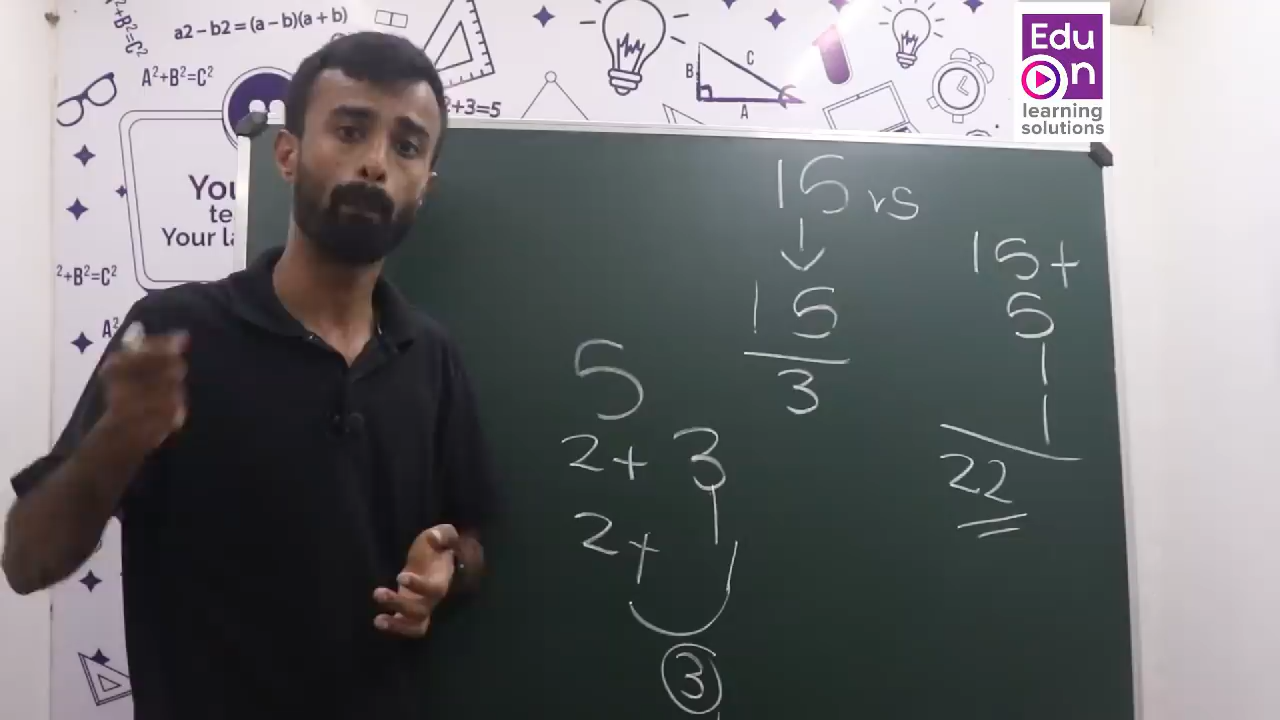 a2 – b2 = (a – b)(a + b)
A²+B²=C²
2+3=5
B
C
A
Edu
On
learning
solutions
You
te
Your la
²+B²=C²
A²
15 rs
15
3
15+
5
1
1
22
5
2+ 3
2+
3